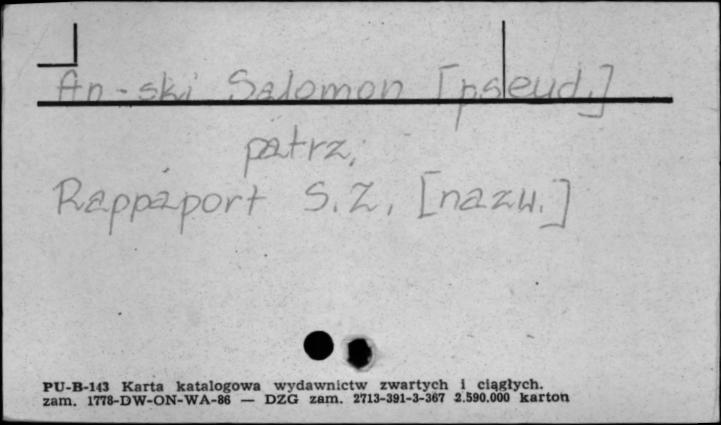 An-ski Salomon [pseud.]
patrz,
Rappaport S.Z. [nazw.]
PU-B-143 Karta katalogowa wydawnictw zwartych i ciągłych.
zam. 1778-DW-ON-WA-86 — DZG zam. 2713-391-3-367 2.590.000 karton